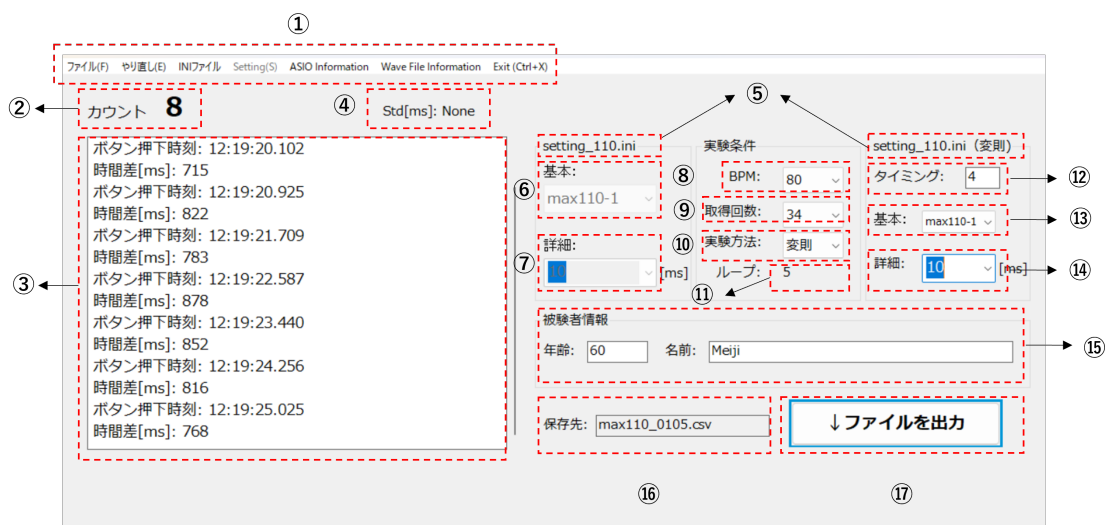 ①
ファイル(F) やり直し(E) INIファイル Setting(S) ASIO Information Wave File Information Exit (Ctrl+X)
② カウント 8 ④ Std[ms]: None ⑤
③
ボタン押下時刻: 12:19:20.102
時間差[ms]: 715
ボタン押下時刻: 12:19:20.925
時間差[ms]: 822
ボタン押下時刻: 12:19:21.709
時間差[ms]: 783
ボタン押下時刻: 12:19:22.587
時間差[ms]: 878
ボタン押下時刻: 12:19:23.440
時間差[ms]: 852
ボタン押下時刻: 12:19:24.256
時間差[ms]: 816
ボタン押下時刻: 12:19:25.025
時間差[ms]: 768
setting_110.ini
⑥ 基本:
max110-1
⑦ 詳細:
10 [ms]
実験条件
⑧ BPM: 80
⑨ 取得回数: 34
⑩ 実験方法: 変則
⑪ ループ: 5
setting_110.ini（変則)
タイミング: 4 ⑫
基本: max110-1 ⑬
詳細: 10 [ms] ⑭
被験者情報
年齢: 60 名前: Meiji ⑮
保存先: max110_0105.csv ↓ファイルを出力
⑯ ⑰